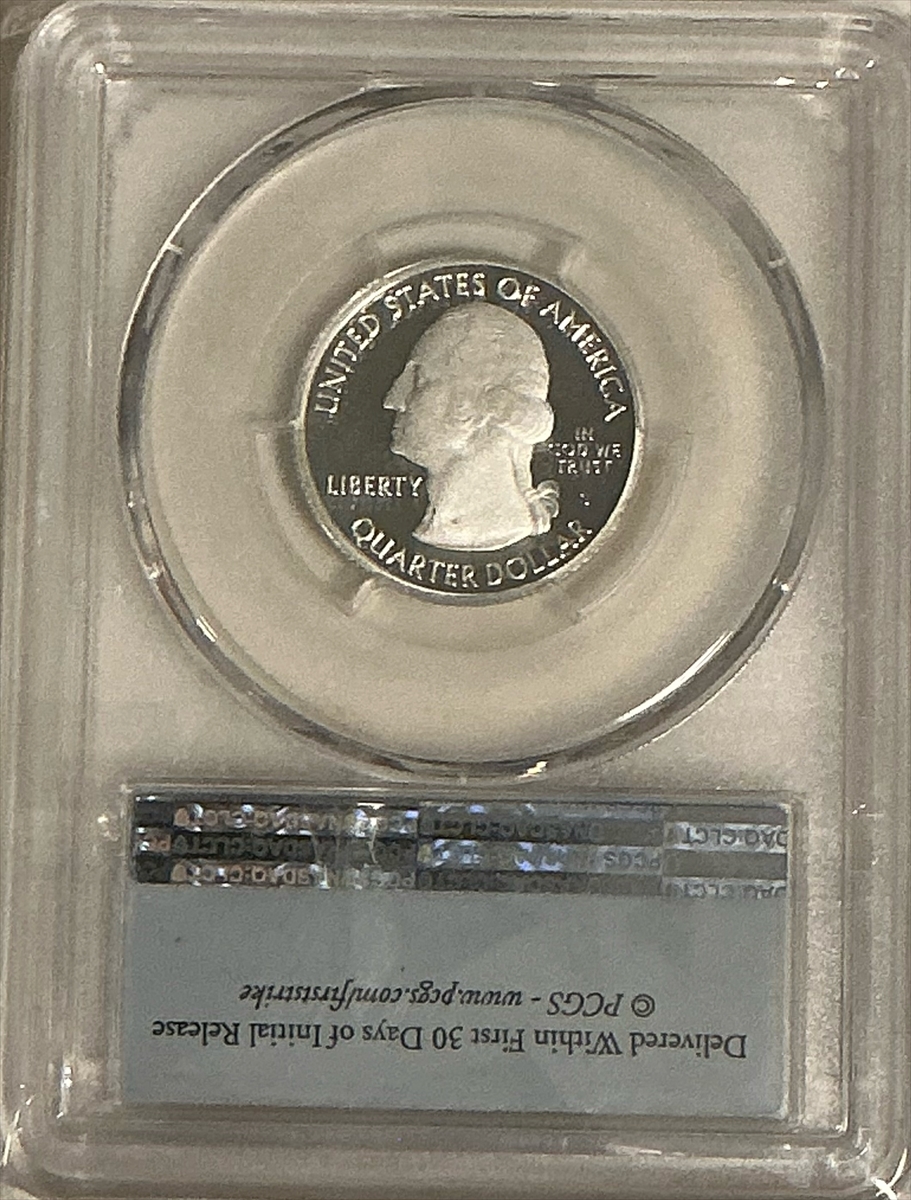 UNITED STATES OF AMERICA
IN
GOD WE
TRUST
LIBERTY
QUARTER DOLLAR
Delivered Within First 30 Days of Initial Release
© PCGS - www.pcgs.com/firststrike